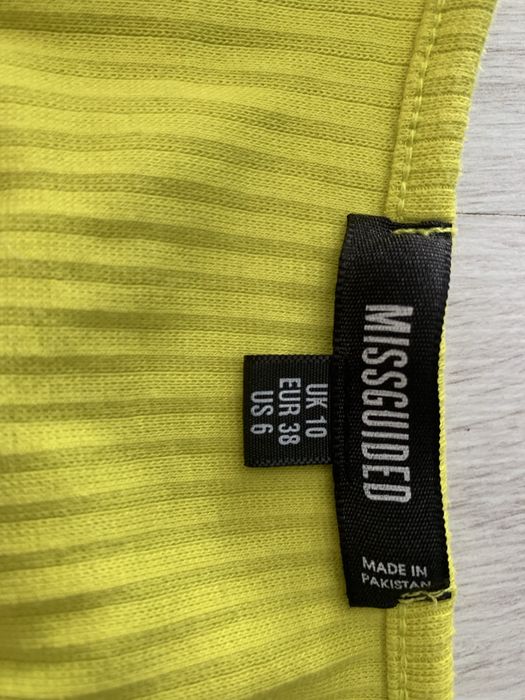 MISSGUIDED
MADE IN
PAKISTAN
UK 10
EUR 38
US 6